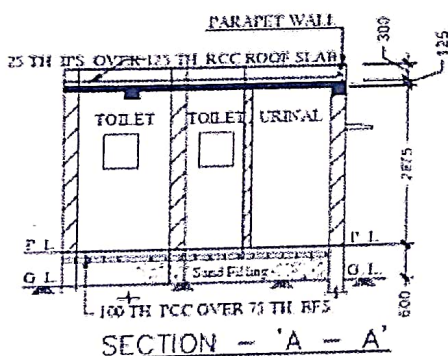 PARAPET WALL
25 TH IPS OVER 125 TH RCC ROOF SLAB
300
125
TOILET TOILET URINAL
2875
P.L. P.L.
Sand Filling
G.L. G.L.
600
100 TH PCC OVER 75 TH BFS
SECTION - 'A - A'